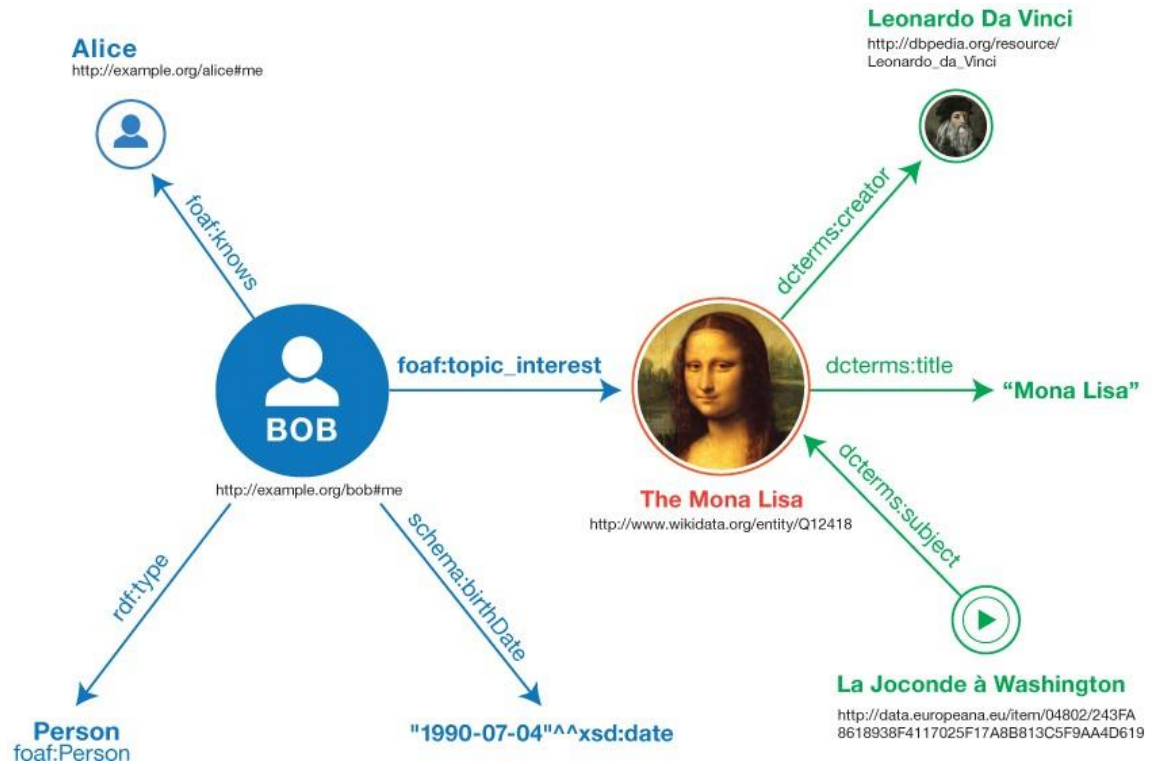 Alice
http://example.org/alice#me
Leonardo Da Vinci
http://dbpedia.org/resource/
Leonardo_da_Vinci
foaf:knows
dcterms:creator
foaf:topic_interest
dcterms:title
“Mona Lisa”
BOB
http://example.org/bob#me
The Mona Lisa
http://www.wikidata.org/entity/Q12418
dcterms:subject
rdf:type
schema:birthDate
La Joconde à Washington
http://data.europeana.eu/item/04802/243FA
8618938F4117025F17A8B813C5F9AA4D619
Person
foaf:Person
"1990-07-04"^^xsd:date